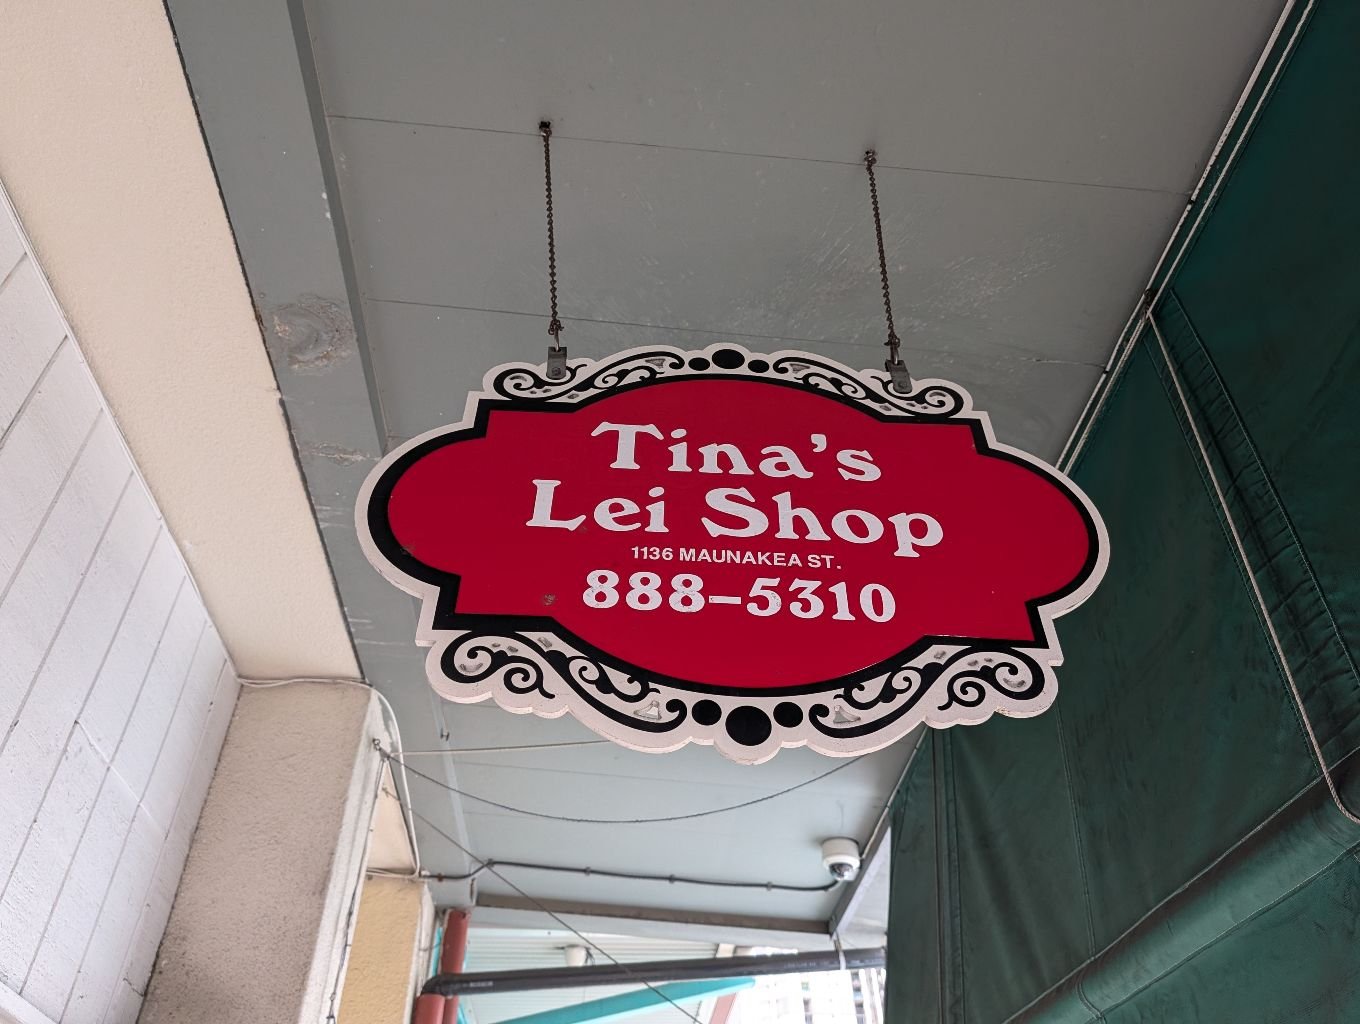 Tina's
Lei Shop
1136 MAUNAKEA ST.
888-5310